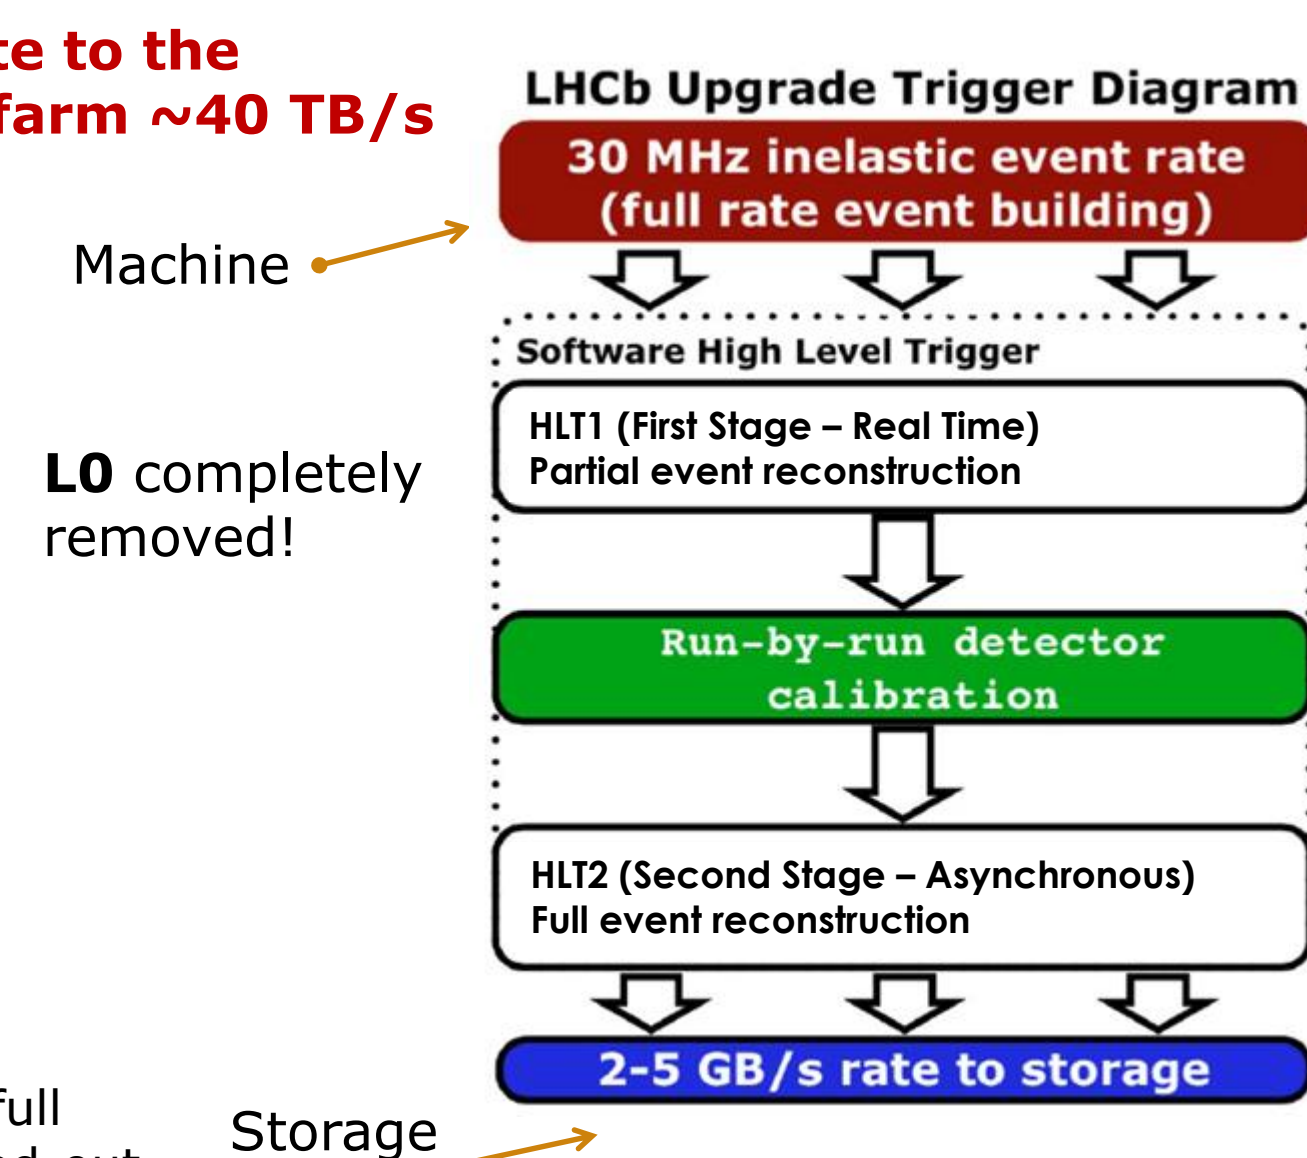 te to the
farm ~40 TB/s
LHCb Upgrade Trigger Diagram
30 MHz inelastic event rate
(full rate event building)
Machine
Software High Level Trigger
HLT1 (First Stage – Real Time)
Partial event reconstruction
L0 completely
removed!
Run-by-run detector
calibration
HLT2 (Second Stage – Asynchronous)
Full event reconstruction
2-5 GB/s rate to storage
full
Storage